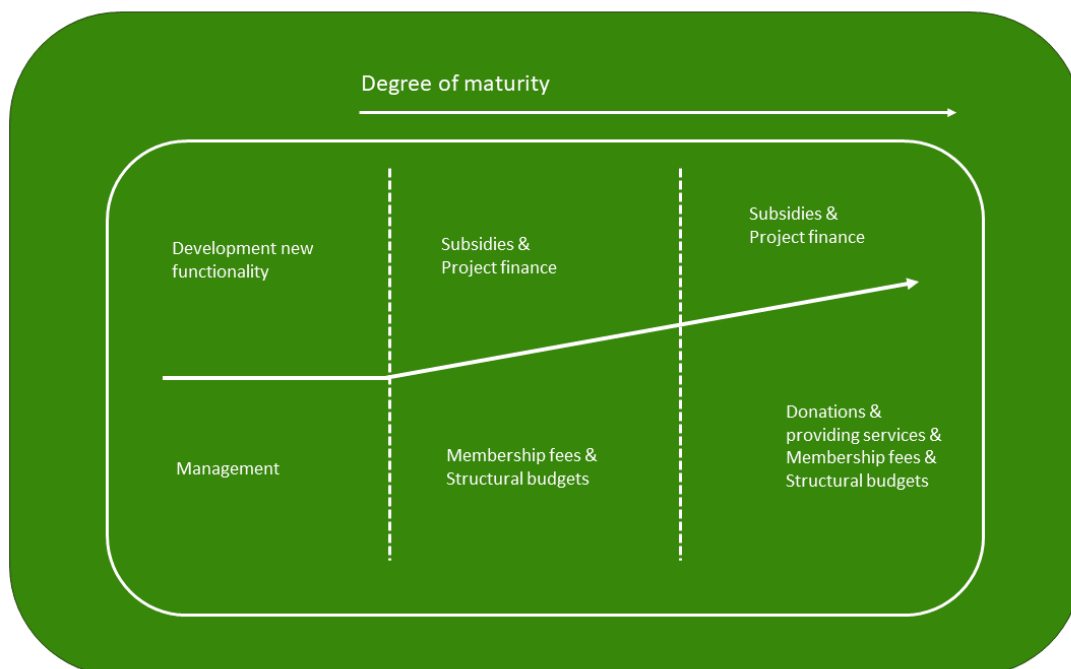 Degree of maturity
Development new
functionality
Subsidies &
Project finance
Subsidies &
Project finance
Management
Membership fees &
Structural budgets
Donations &
providing services &
Membership fees &
Structural budgets